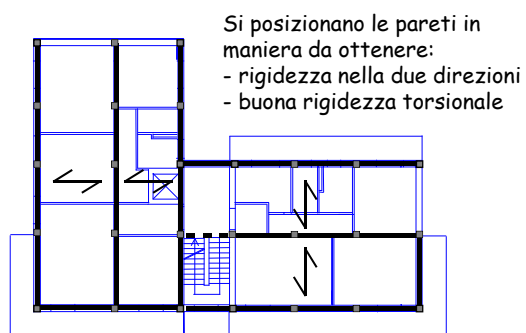 Si posizionano le pareti in
maniera da ottenere:
- rigidezza nella due direzioni
- buona rigidezza torsionale